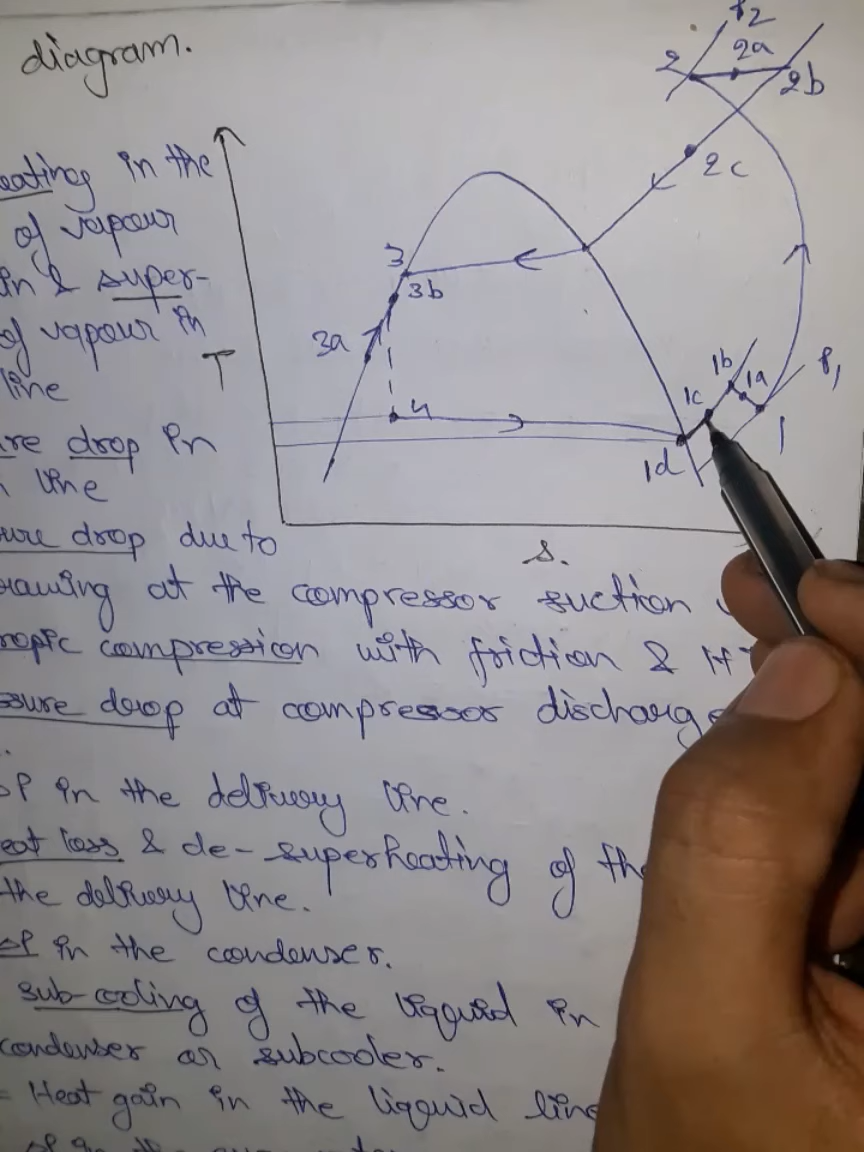 diagram.
P2
2
2a
2b
2c
eating in the
of vapour
in & super-
of vapour in
line
re drop in
line
ure drop due to
rawing at the compressor suction
ropic compression with friction & HT
ssure drop at compressor discharge
ΔP in the delivery line.
eat loss & de-superheating of the
the delivery line.
ΔP in the condenser.
sub-cooling of the liquid in
condenser or subcooler.
= Heat gain in the liquid line
3
3b
3a
T
4
1b
1a
P1
1c
1
1d
s.